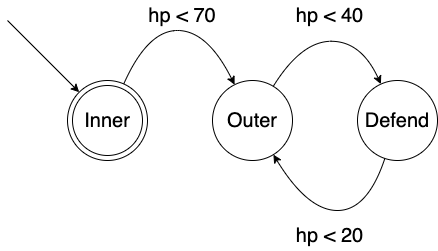 hp < 70
hp < 40
Inner
Outer
Defend
hp < 20